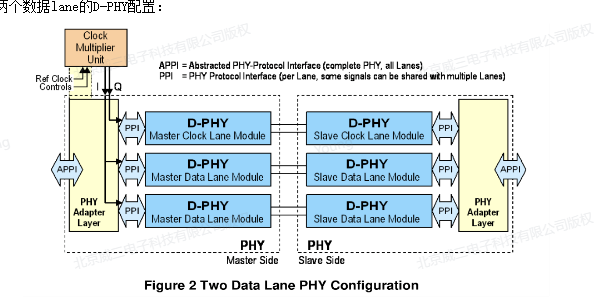 两个数据lane的D-PHY配置：
Clock
Multiplier
Unit
APPI = Abstracted PHY-Protocol Interface (complete PHY, all Lanes)
PPI = PHY Protocol Interface (per Lane, some signals can be shared with multiple Lanes)
Ref Clock
Controls
I
Q
D-PHY
Master Clock Lane Module
D-PHY
Slave Clock Lane Module
PPI
PPI
APPI
D-PHY
Master Data Lane Module
D-PHY
Slave Data Lane Module
PPI
PPI
APPI
PHY
Adapter
Layer
D-PHY
Master Data Lane Module
D-PHY
Slave Data Lane Module
PPI
PPI
PHY
Adapter
Layer
PHY
Master Side
PHY
Slave Side
Figure 2 Two Data Lane PHY Configuration